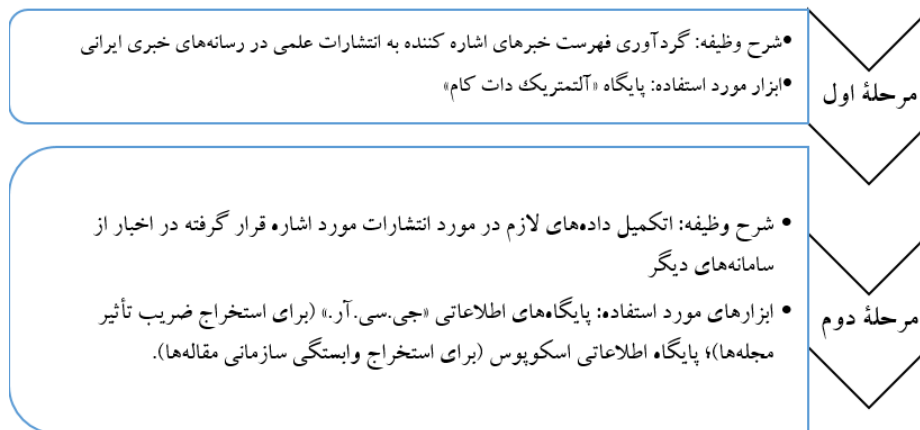 مرحلهٔ اول
•شرح وظیفه: گردآوری فهرست خبرهای اشاره کننده به انتشارات علمی در رسانه‌های خبری ایرانی
•ابزار مورد استفاده: پایگاه «آلتمتریک دات کام»
مرحلهٔ دوم
• شرح وظیفه: اتکمیل داده‌های لازم در مورد انتشارات مورد اشاره قرار گرفته در اخبار از
سامانه‌های دیگر
• ابزارهای مورد استفاده: پایگاه‌های اطلاعاتی «جی.سی.آر.» (برای استخراج ضریب تأثیر
مجله‌ها)؛ پایگاه اطلاعاتی اسکوپوس (برای استخراج وابستگی سازمانی مقاله‌ها).